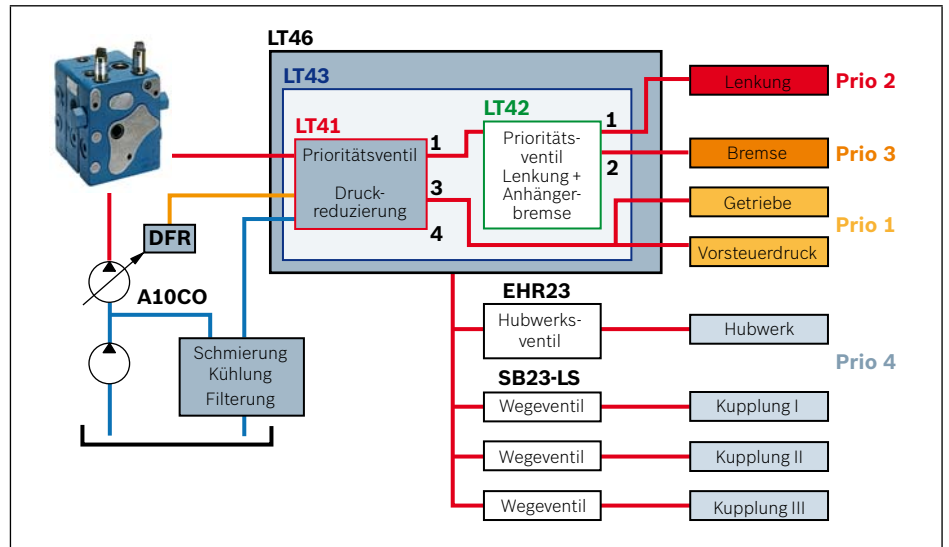 LT46
LT43
LT41
LT42
Prioritätsventil
Druck-
reduzierung
1
3
4
Prioritäts-
ventil
Lenkung +
Anhänger-
bremse
1
2
Lenkung
Prio 2
Bremse
Prio 3
Getriebe
Prio 1
Vorsteuerdruck
DFR
A10CO
Schmierung
Kühlung
Filterung
EHR23
Hubwerks-
ventil
Hubwerk
Prio 4
SB23-LS
Wegeventil
Kupplung I
Wegeventil
Kupplung II
Wegeventil
Kupplung III